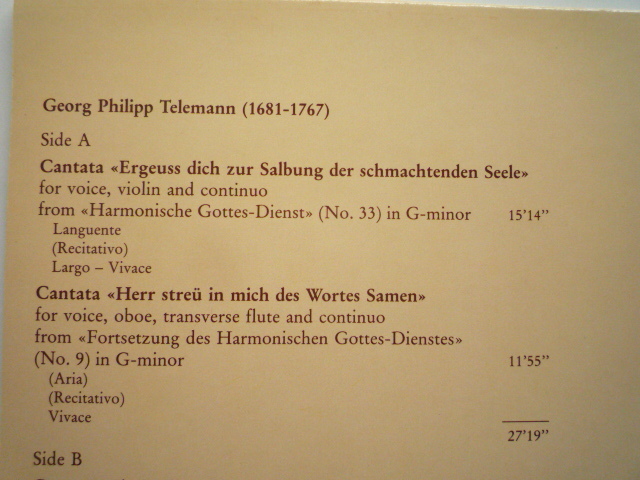 Georg Philipp Telemann (1681-1767)
Side A
Cantata «Ergeuss dich zur Salbung der schmachtenden Seele»
for voice, violin and continuo
from «Harmonische Gottes-Dienst» (No. 33) in G-minor 15'14”
Languente
(Recitativo)
Largo – Vivace
Cantata «Herr streü in mich des Wortes Samen»
for voice, oboe, transverse flute and continuo
from «Fortsetzung des Harmonischen Gottes-Dienstes»
(No. 9) in G-minor 11'55”
(Aria)
(Recitativo)
Vivace
27'19”
Side B